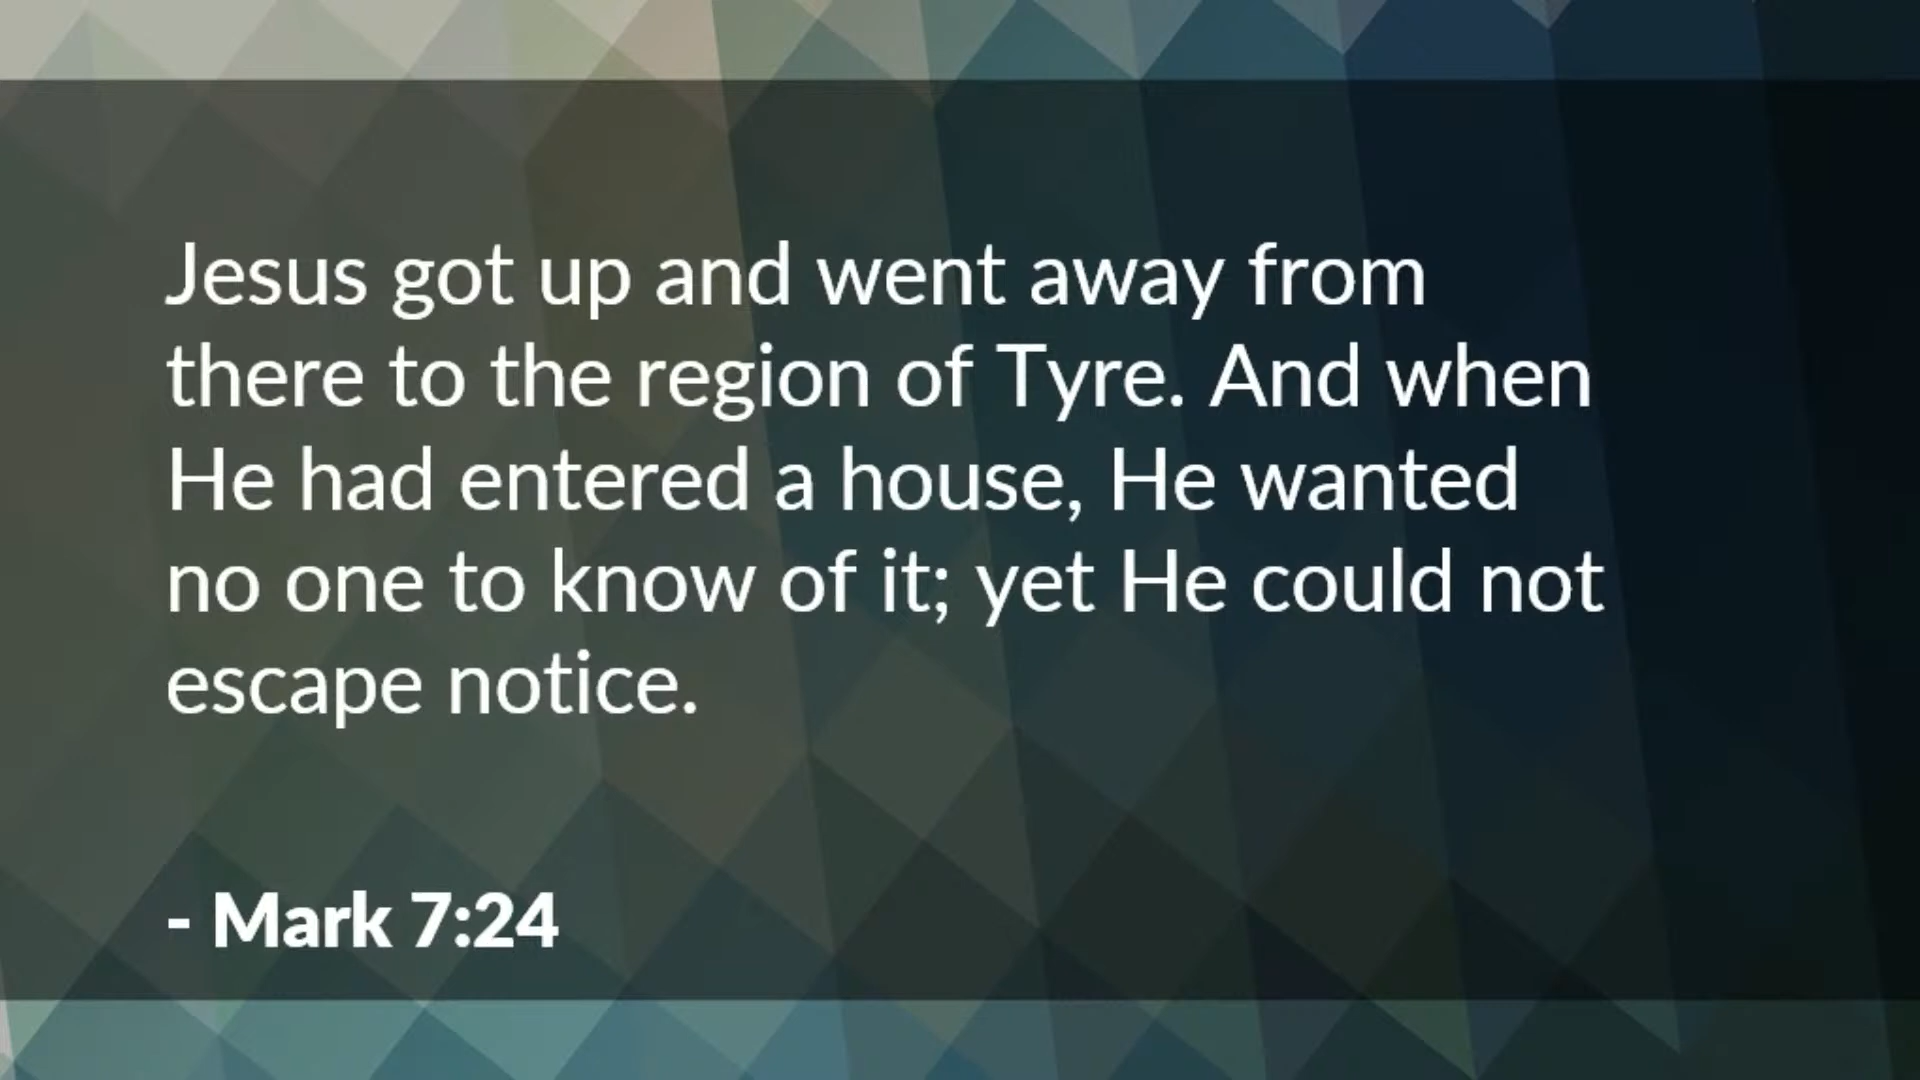 Jesus got up and went away from
there to the region of Tyre. And when
He had entered a house, He wanted
no one to know of it; yet He could not
escape notice.
- Mark 7:24